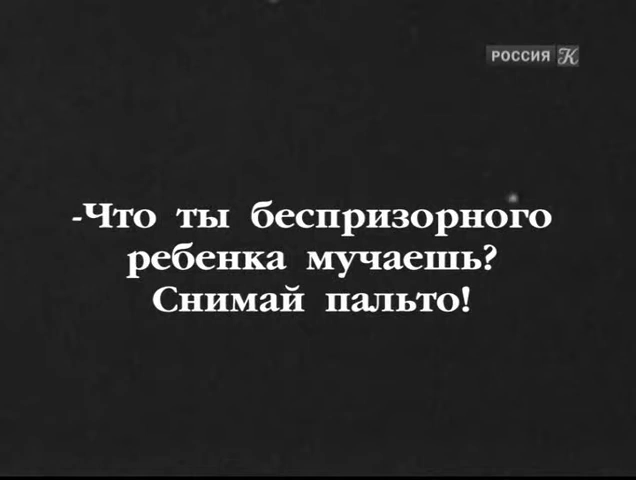 РОССИЯ К
-Что ты беспризорного
ребенка мучаешь?
Снимай пальто!